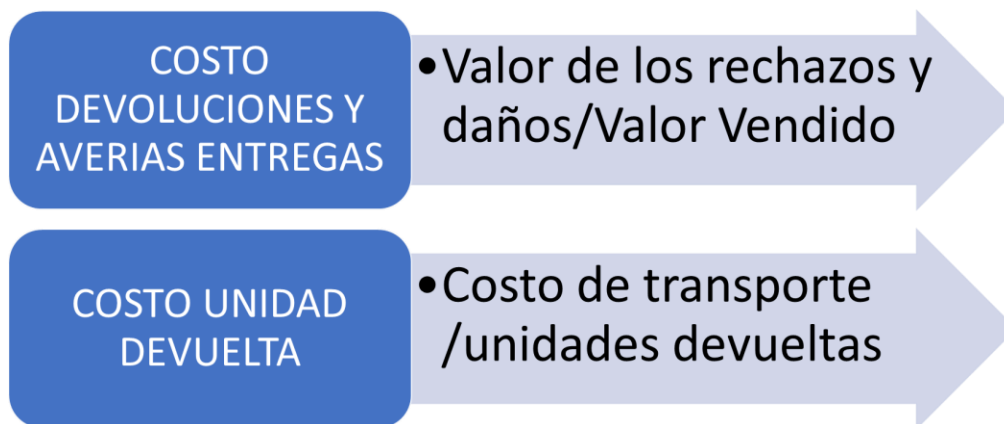 COSTO
DEVOLUCIONES Y
AVERIAS ENTREGAS
•Valor de los rechazos y
daños/Valor Vendido
COSTO UNIDAD
DEVUELTA
•Costo de transporte
/unidades devueltas